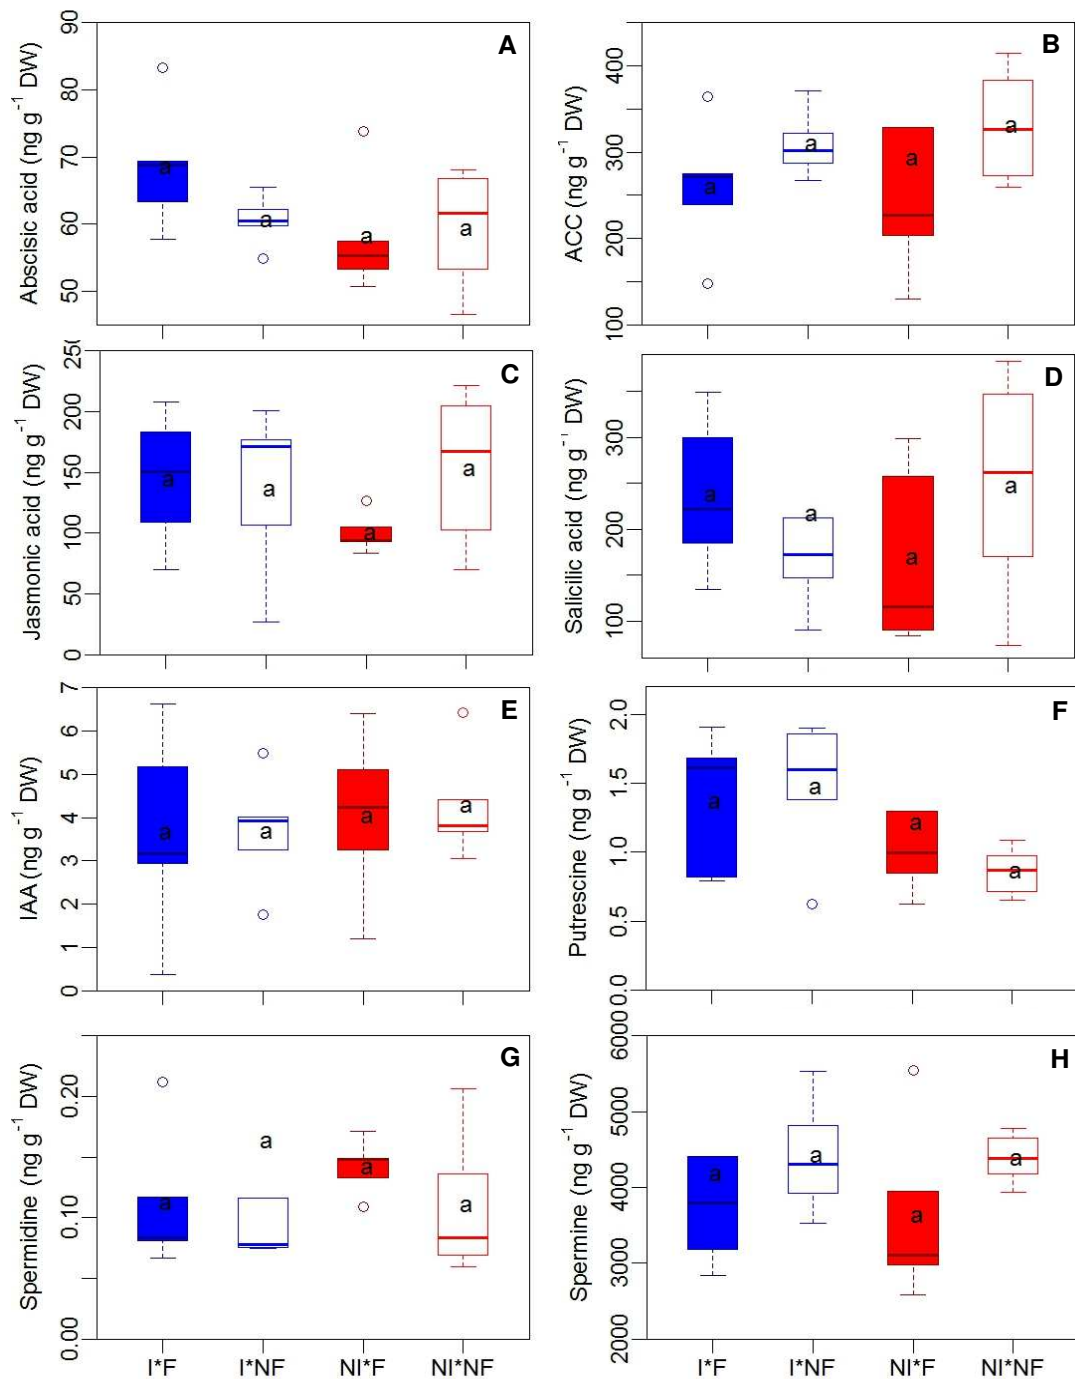 A
Abscisic acid (ng g⁻¹ DW)
90
80
70
60
50
a a a a
B
ACC (ng g⁻¹ DW)
400
300
200
100
a a a a
C
Jasmonic acid (ng g⁻¹ DW)
200
150
100
50
0
a a a a
D
Salicilic acid (ng g⁻¹ DW)
300
200
100
a a a a
E
IAA (ng g⁻¹ DW)
7
6
5
4
3
2
1
0
a a a a
F
Putrescine (ng g⁻¹ DW)
2.0
1.5
1.0
0.5
0.0
a a a a
G
Spermidine (ng g⁻¹ DW)
0.20
0.10
0.00
a a a a
I*F I*NF NI*F NI*NF
H
Spermine (ng g⁻¹ DW)
6000
5000
4000
3000
2000
a a a a
I*F I*NF NI*F NI*NF